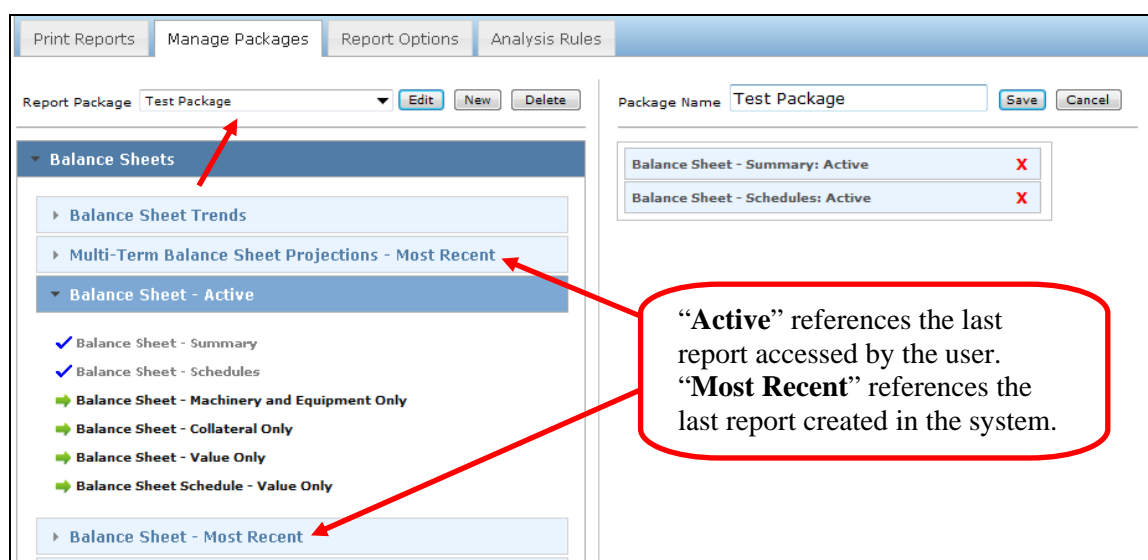 Print Reports Manage Packages Report Options Analysis Rules
Report Package Test Package Edit New Delete
Package Name Test Package Save Cancel
Balance Sheets
Balance Sheet Trends
Multi-Term Balance Sheet Projections - Most Recent
Balance Sheet - Active
Balance Sheet - Summary
Balance Sheet - Schedules
Balance Sheet - Machinery and Equipment Only
Balance Sheet - Collateral Only
Balance Sheet - Value Only
Balance Sheet Schedule - Value Only
Balance Sheet - Most Recent
Balance Sheet - Summary: Active X
Balance Sheet - Schedules: Active X
“Active” references the last
report accessed by the user.
“Most Recent” references the
last report created in the system.